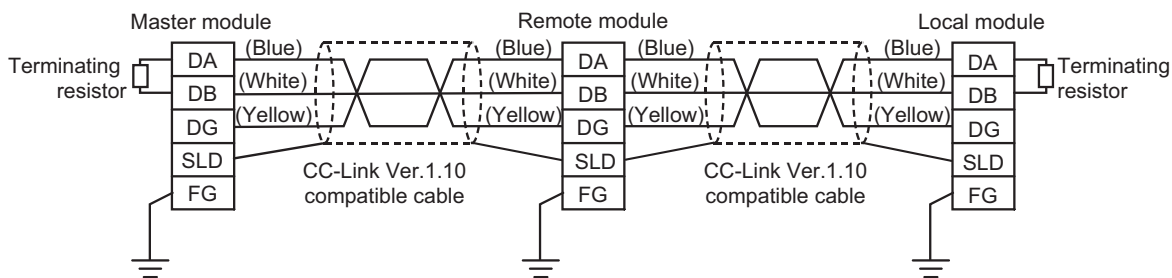 Master module
Remote module
Local module
Terminating
resistor
DA
(Blue)
(Blue)
DA
(Blue)
(Blue)
DA
Terminating
resistor
DB
(White)
(White)
DB
(White)
(White)
DB
DG
(Yellow)
(Yellow)
DG
(Yellow)
(Yellow)
DG
SLD
SLD
SLD
CC-Link Ver.1.10
compatible cable
CC-Link Ver.1.10
compatible cable
FG
FG
FG